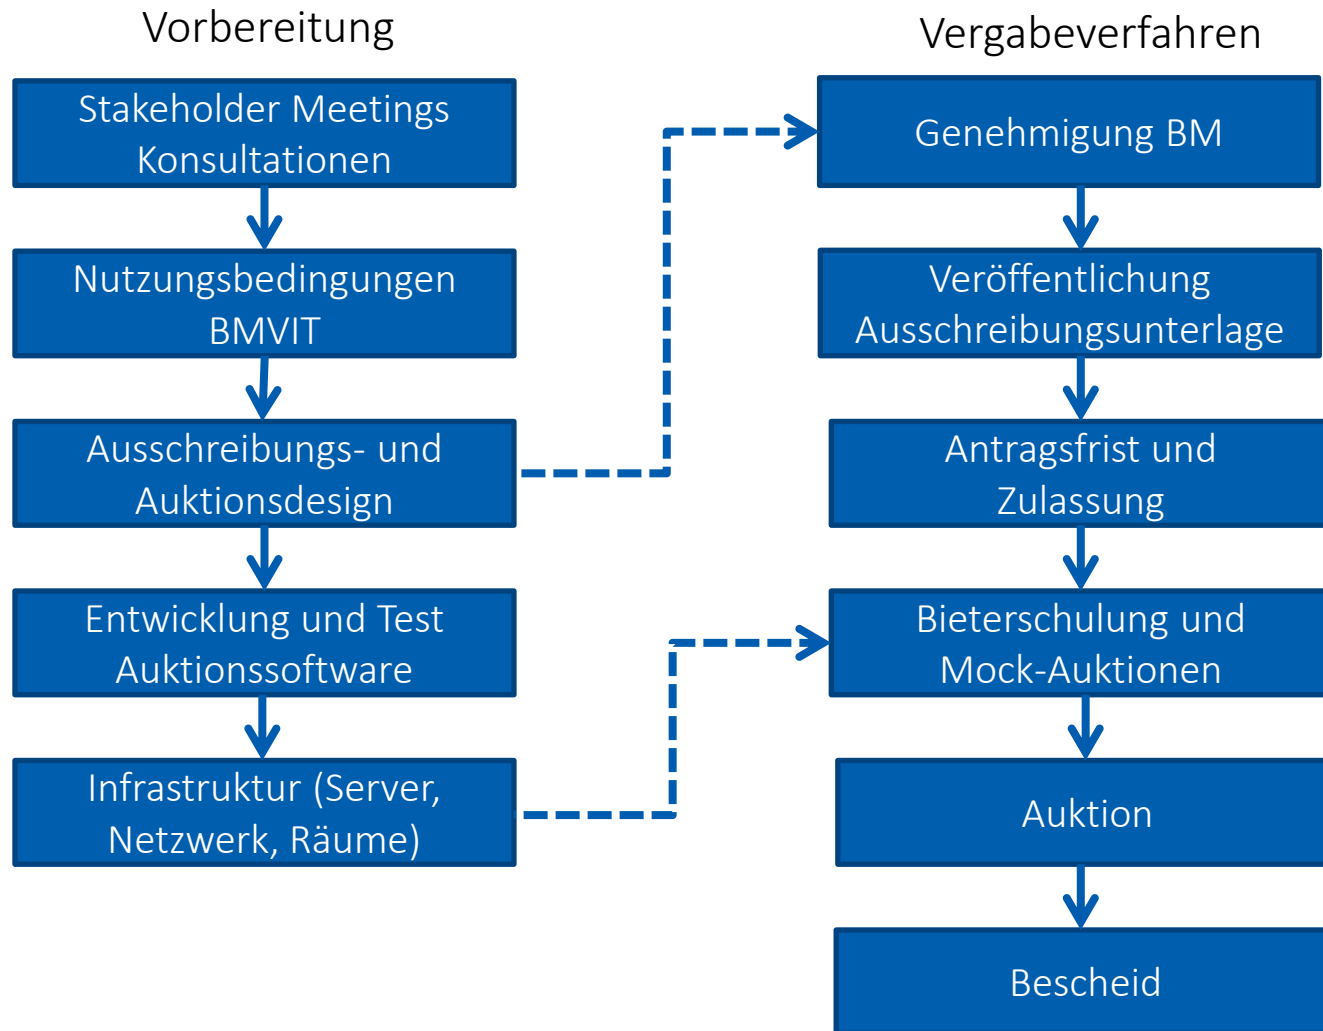 Vorbereitung
Stakeholder Meetings
Konsultationen
Nutzungsbedingungen
BMVIT
Ausschreibungs- und
Auktionsdesign
Entwicklung und Test
Auktionssoftware
Infrastruktur (Server,
Netzwerk, Räume)
Vergabeverfahren
Genehmigung BM
Veröffentlichung
Ausschreibungsunterlage
Antragsfrist und
Zulassung
Bieterschulung und
Mock-Auktionen
Auktion
Bescheid